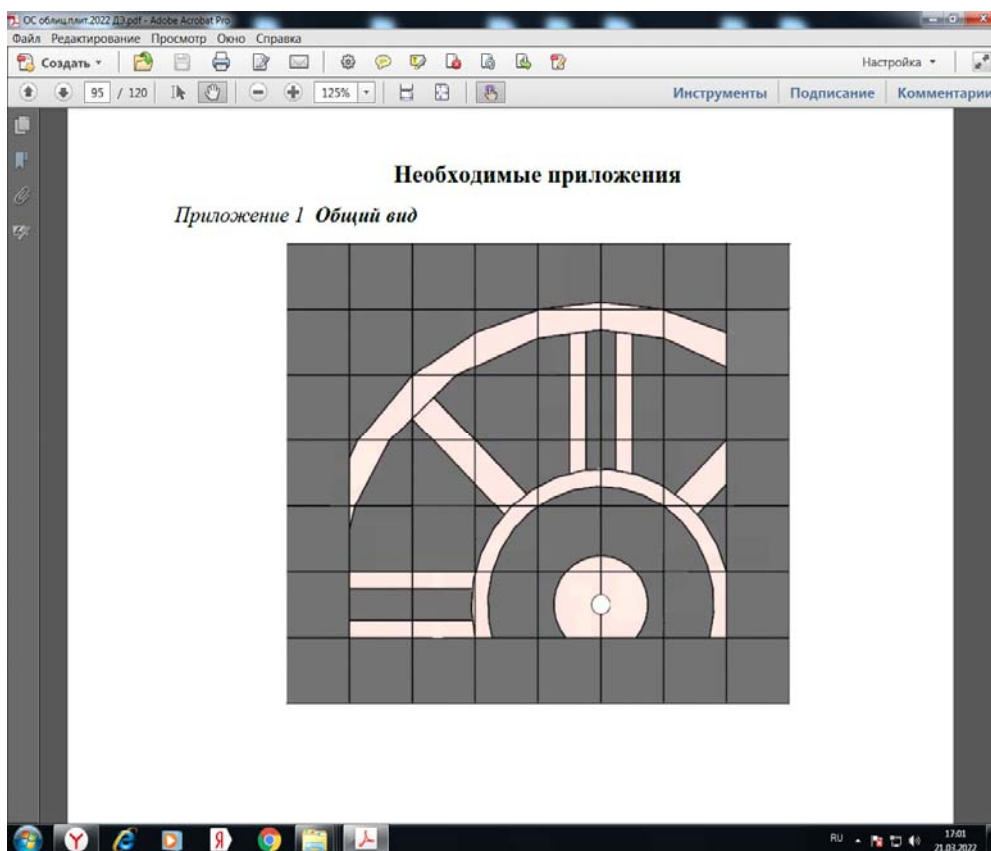 ОС облиц.плит.2022 ДЭ.pdf - Adobe Acrobat Pro
Файл Редактирование Просмотр Окно Справка
Создать Настройка
95 / 120 125% Инструменты Подписание Комментарии
Необходимые приложения
Приложение 1 Общий вид
RU 17:01
21.03.2022